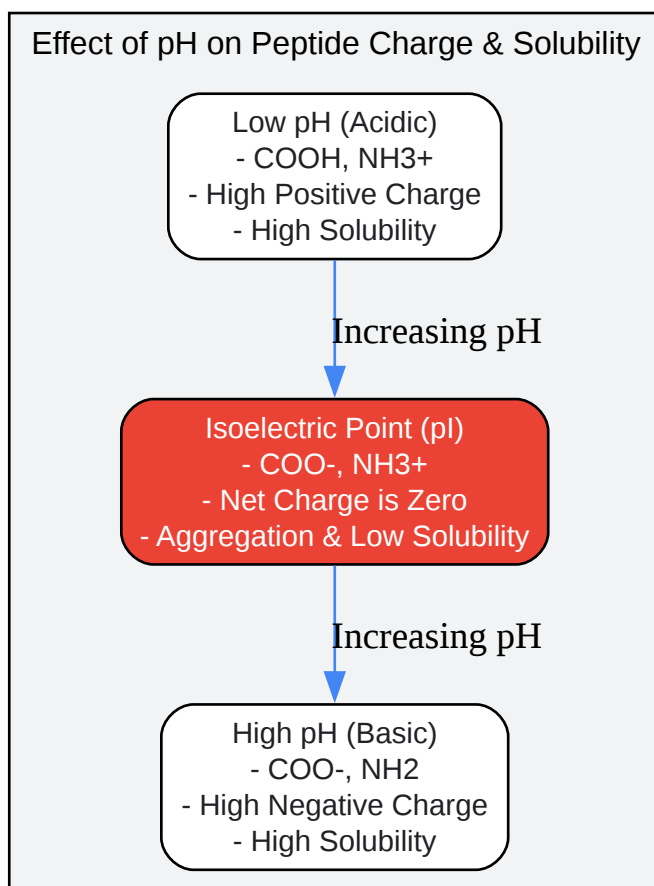 Effect of pH on Peptide Charge & Solubility
Low pH (Acidic)
- COOH, NH3+
- High Positive Charge
- High Solubility
Increasing pH
Isoelectric Point (pI)
- COO-, NH3+
- Net Charge is Zero
- Aggregation & Low Solubility
Increasing pH
High pH (Basic)
- COO-, NH2
- High Negative Charge
- High Solubility